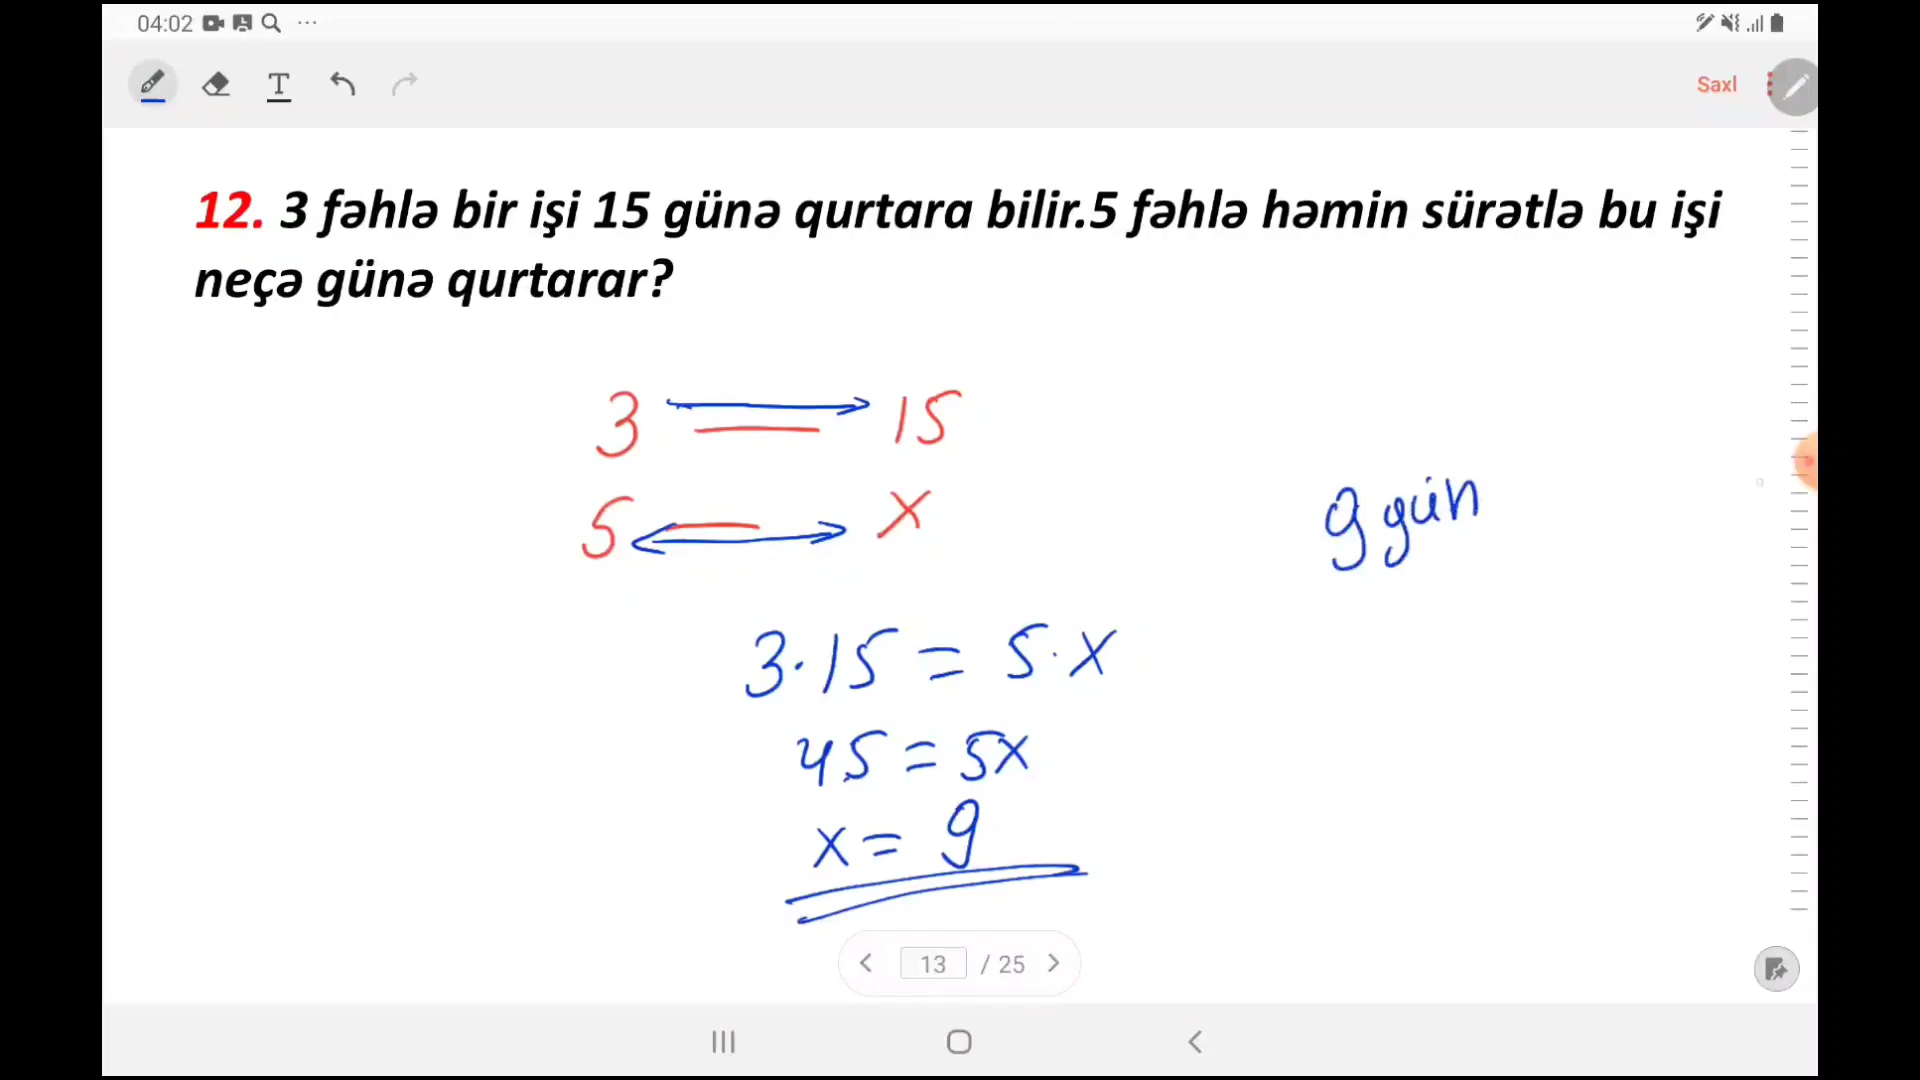 04:02 ...
Saxl
12. 3 fəhlə bir işi 15 günə qurtara bilir.5 fəhlə həmin sürətlə bu işi
neçə günə qurtarar?
3 15
5 x
9 gün
3·15 = 5·x
45 = 5x
x = 9
13 / 25